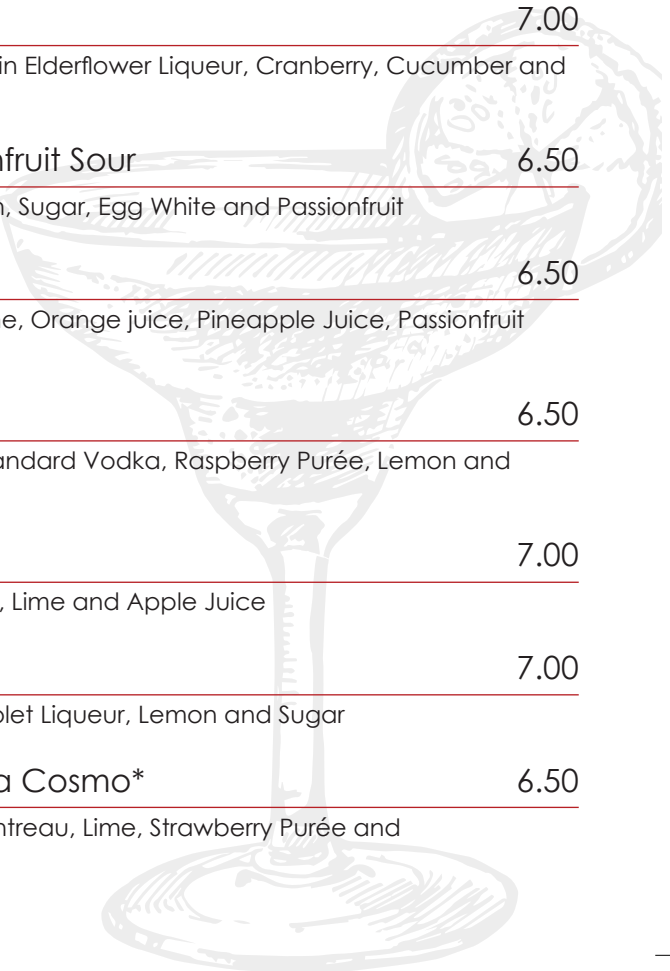 7.00
in Elderflower Liqueur, Cranberry, Cucumber and
nfruit Sour 6.50
n, Sugar, Egg White and Passionfruit
6.50
ne, Orange juice, Pineapple Juice, Passionfruit
6.50
andard Vodka, Raspberry Purée, Lemon and
7.00
, Lime and Apple Juice
7.00
olet Liqueur, Lemon and Sugar
a Cosmo* 6.50
ntreau, Lime, Strawberry Purée and